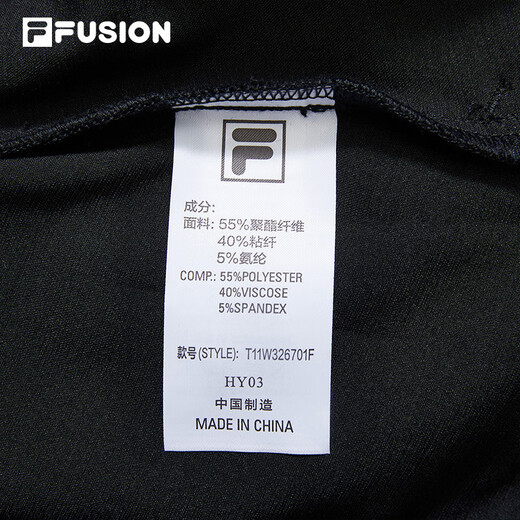 FUSION
成分:
面料: 55%聚酯纤维
40%粘纤
5%氨纶
COMP.: 55%POLYESTER
40%VISCOSE
5%SPANDEX
款号(STYLE): T11W326701F
HY03
中国制造
MADE IN CHINA